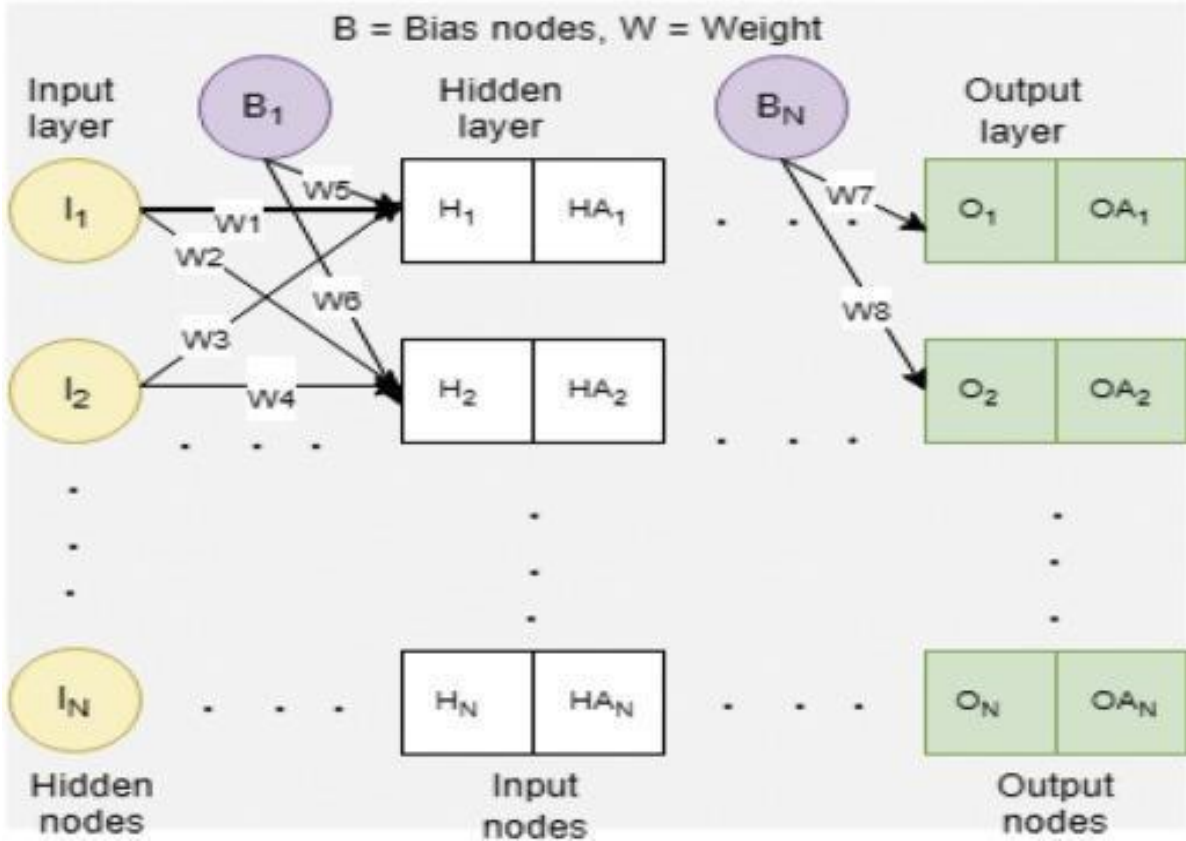 B = Bias nodes, W = Weight
Input
layer
B1
Hidden
layer
BN
Output
layer
I1
W5
W1
W2
H1
HA1
W7
O1
OA1
W3
W6
W8
I2
W4
H2
HA2
O2
OA2
IN
HN
HAN
ON
OAN
Hidden
nodes
Input
nodes
Output
nodes